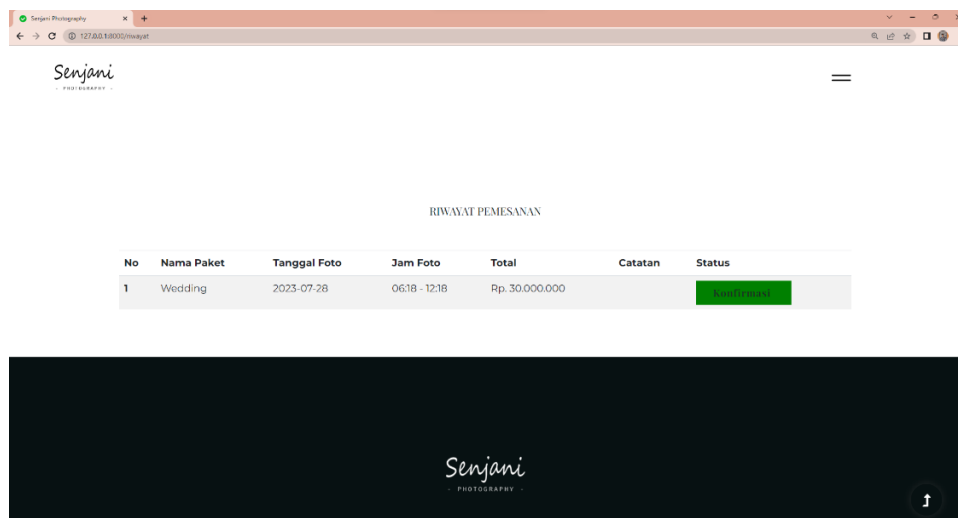 Senjani Photography
127.0.0.1:8000/riwayat
Senjani
- PHOTOGRAPHY -
RIWAYAT PEMESANAN
No Nama Paket Tanggal Foto Jam Foto Total Catatan Status
1 Wedding 2023-07-28 06:18 - 12:18 Rp. 30.000.000 Konfirmasi
Senjani
- PHOTOGRAPHY -